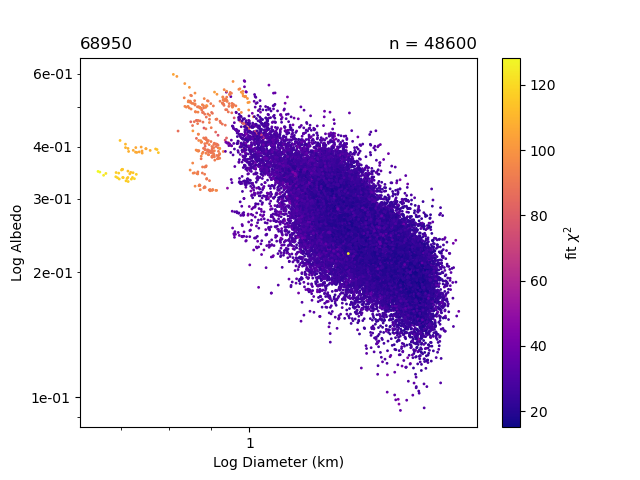 68950 n = 48600
6e-01
4e-01
3e-01
2e-01
1e-01
Log Albedo
1
Log Diameter (km)
120
100
80
60
40
20
fit χ²